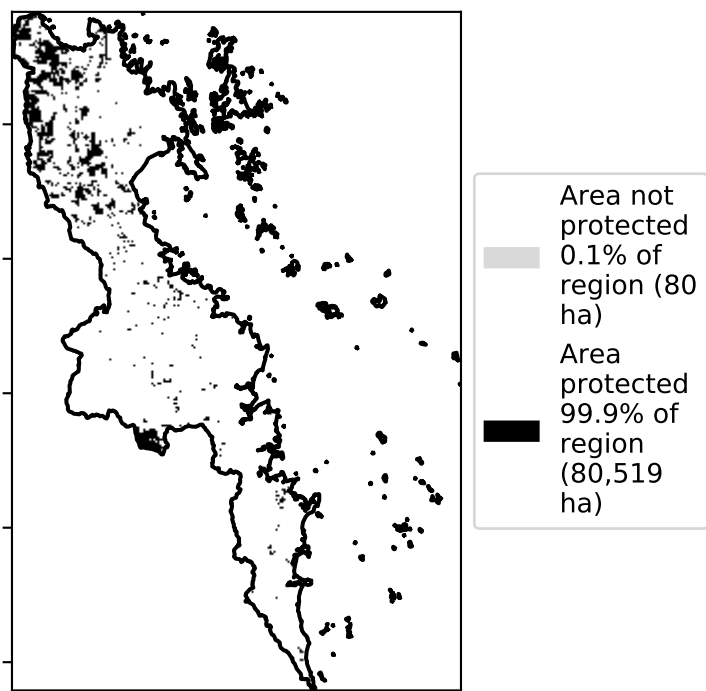 Area not
protected
0.1% of
region (80
ha)
Area
protected
99.9% of
region
(80,519
ha)